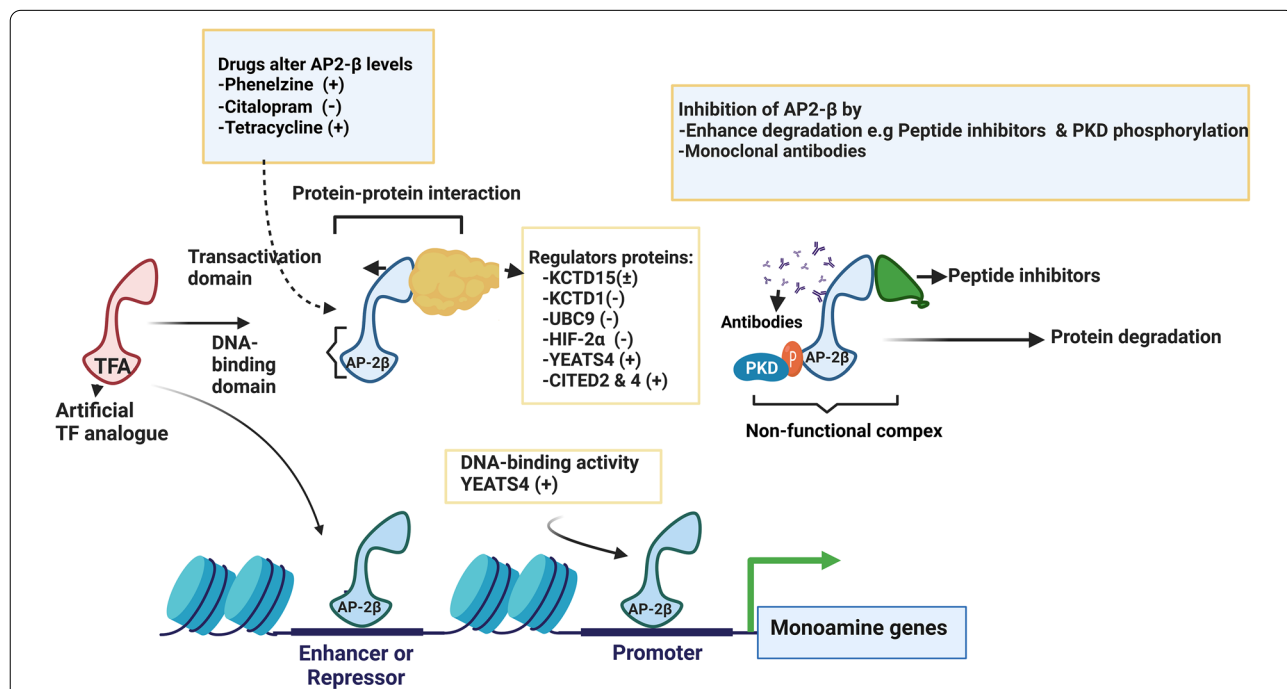 Drugs alter AP2-β levels
-Phenelzine (+)
-Citalopram (-)
-Tetracycline (+)
Inhibition of AP2-β by
-Enhance degradation e.g Peptide inhibitors & PKD phosphorylation
-Monoclonal antibodies
Protein-protein interaction
Transactivation
domain
DNA-
binding
domain
TFA
Artificial
TF analogue
AP-2β
Regulators proteins:
-KCTD15(±)
-KCTD1(-)
-UBC9 (-)
-HIF-2α (-)
-YEATS4 (+)
-CITED2 & 4 (+)
Antibodies
Peptide inhibitors
Protein degradation
PKD
P
AP-2β
Non-functional compex
DNA-binding activity
YEATS4 (+)
AP-2β
AP-2β
Enhancer or
Repressor
Promoter
Monoamine genes